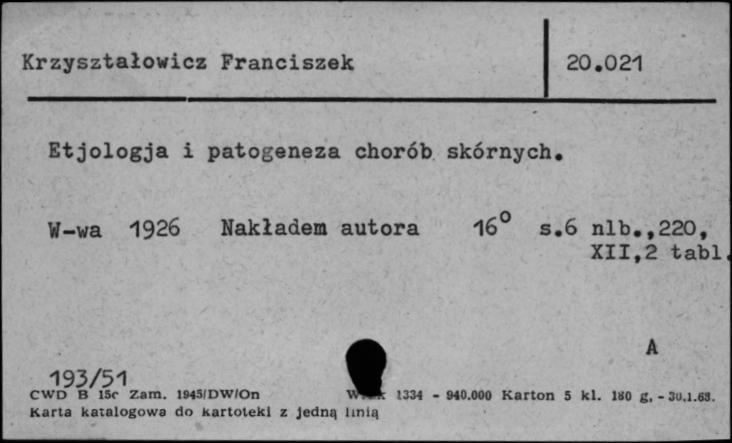 Krzyształowicz Franciszek 20.021
Etjologja i patogeneza chorób skórnych.
W-wa 1926 Nakładem autora 16° s.6 nlb.,220,
XII,2 tabl.
A
193/51
CWD B 15c Zam. 1945/DW/On 1334 - 940.000 Karton 5 kl. 180 g. - 30.1.63.
Karta katalogowa do kartoteki z jedną linią